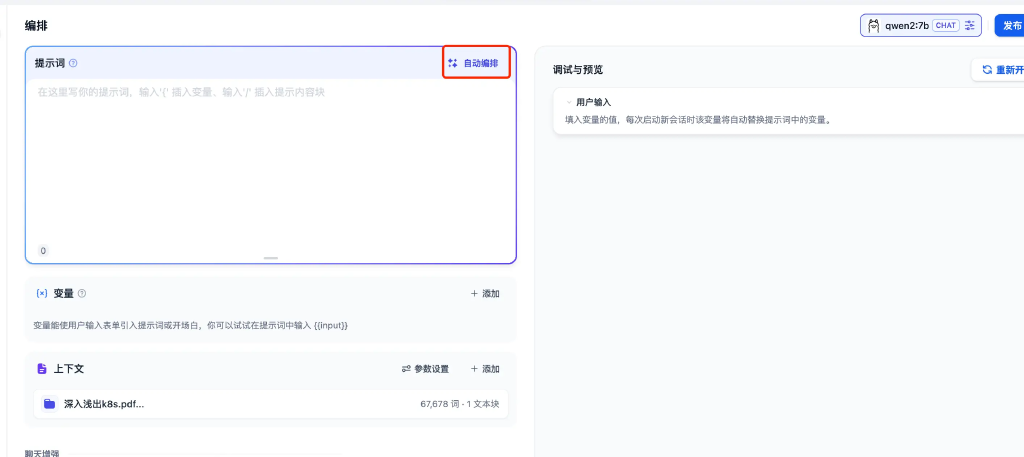 编排
qwen2:7b CHAT
发布
提示词
自动编排
在这里写你的提示词，输入'{' 插入变量、输入'/' 插入提示内容块
0
变量
添加
变量能使用户输入表单引入提示词或开场白，你可以试试在提示词中输入 {{input}}
上下文
参数设置
添加
深入浅出k8s.pdf...
67,678 词 · 1 文本块
聊天增强
调试与预览
重新开
用户输入
填入变量的值，每次启动新会话时该变量将自动替换提示词中的变量。